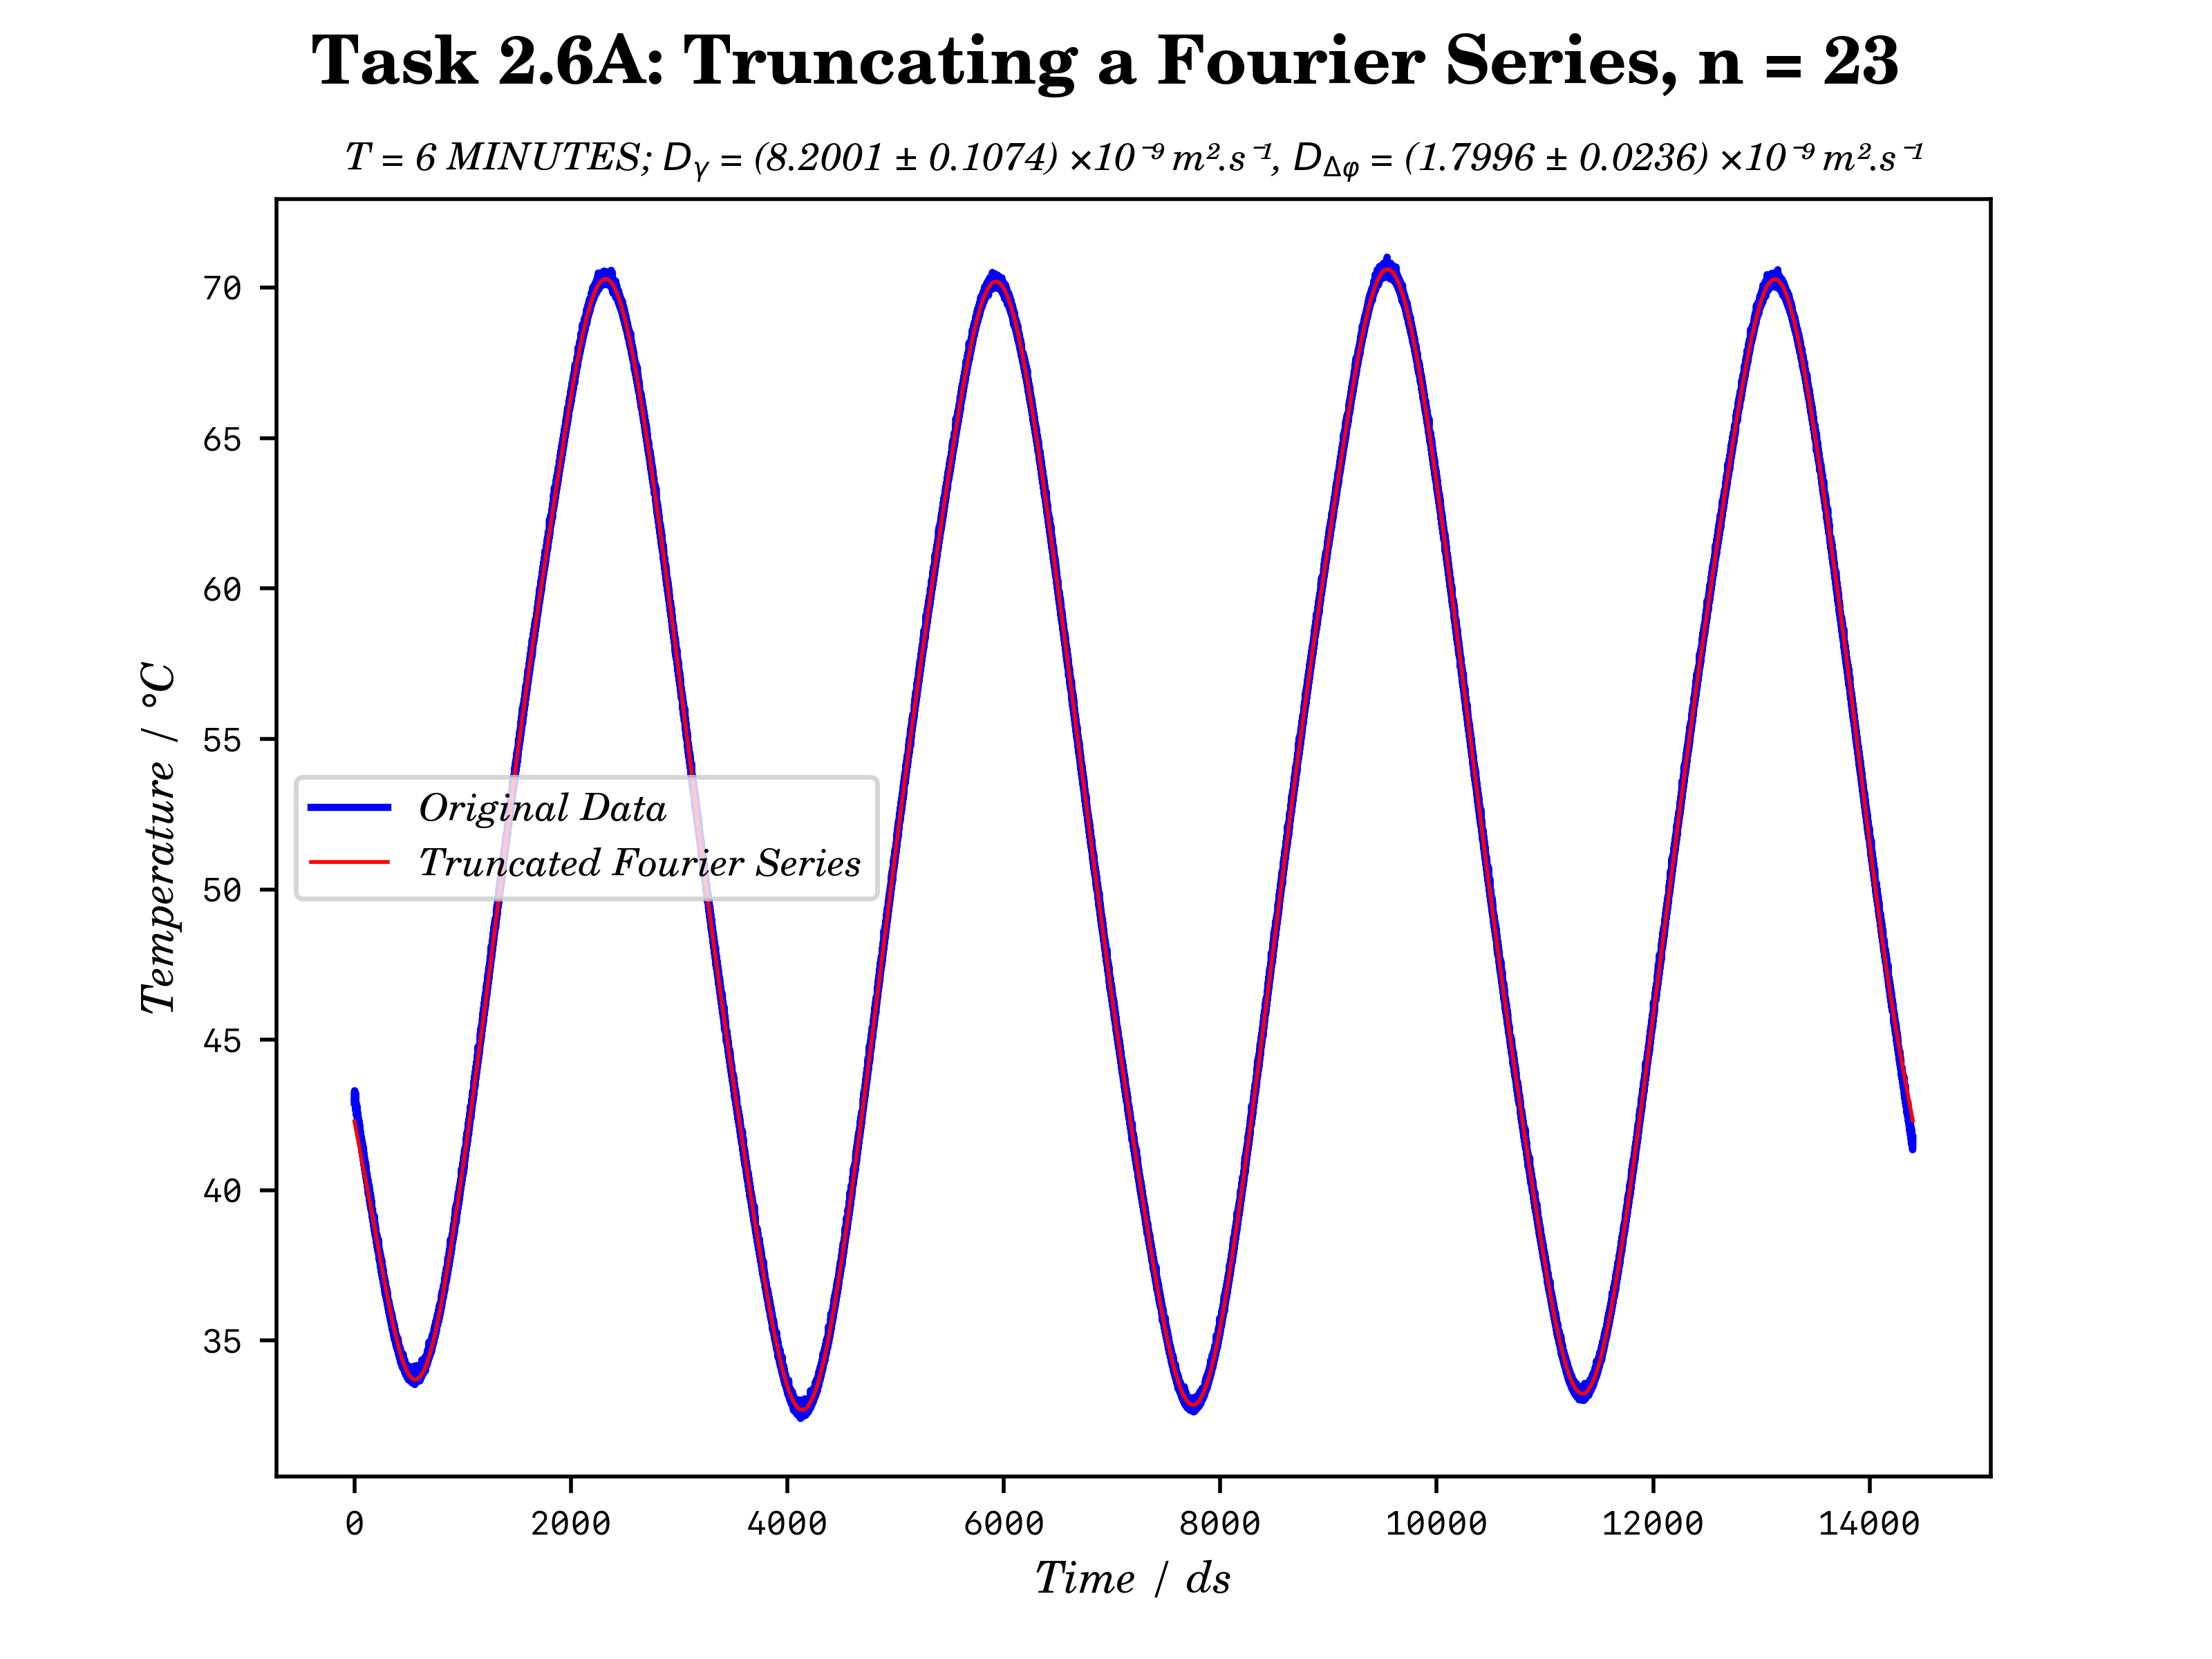 Task 2.6A: Truncating a Fourier Series, n = 23
T = 6 MINUTES; Dᵧ = (8.2001 ± 0.1074) ×10⁻⁹ m².s⁻¹, D_Δφ = (1.7996 ± 0.0236) ×10⁻⁹ m².s⁻¹
Temperature / °C
70
65
60
55
50
45
40
35
Original Data
Truncated Fourier Series
0 2000 4000 6000 8000 10000 12000 14000
Time / ds